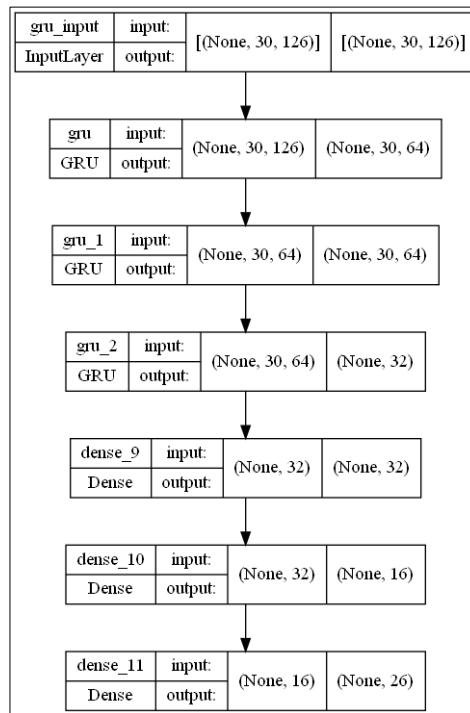 gru_input input: [(None, 30, 126)] [(None, 30, 126)]
InputLayer output:
gru input: (None, 30, 126) (None, 30, 64)
GRU output:
gru_1 input: (None, 30, 64) (None, 30, 64)
GRU output:
gru_2 input: (None, 30, 64) (None, 32)
GRU output:
dense_9 input: (None, 32) (None, 32)
Dense output:
dense_10 input: (None, 32) (None, 16)
Dense output:
dense_11 input: (None, 16) (None, 26)
Dense output: